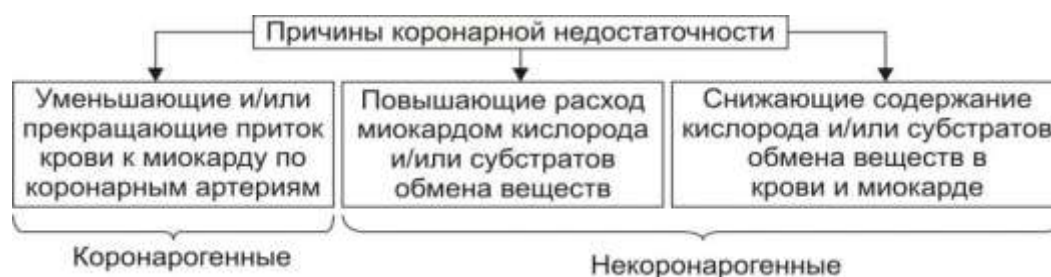 Причины коронарной недостаточности
Уменьшающие и/или
прекращающие приток
крови к миокарду по
коронарным артериям
Повышающие расход
миокардом кислорода
и/или субстратов
обмена веществ
Снижающие содержание
кислорода и/или субстратов
обмена веществ в
крови и миокарде
Коронарогенные
Некоронарогенные